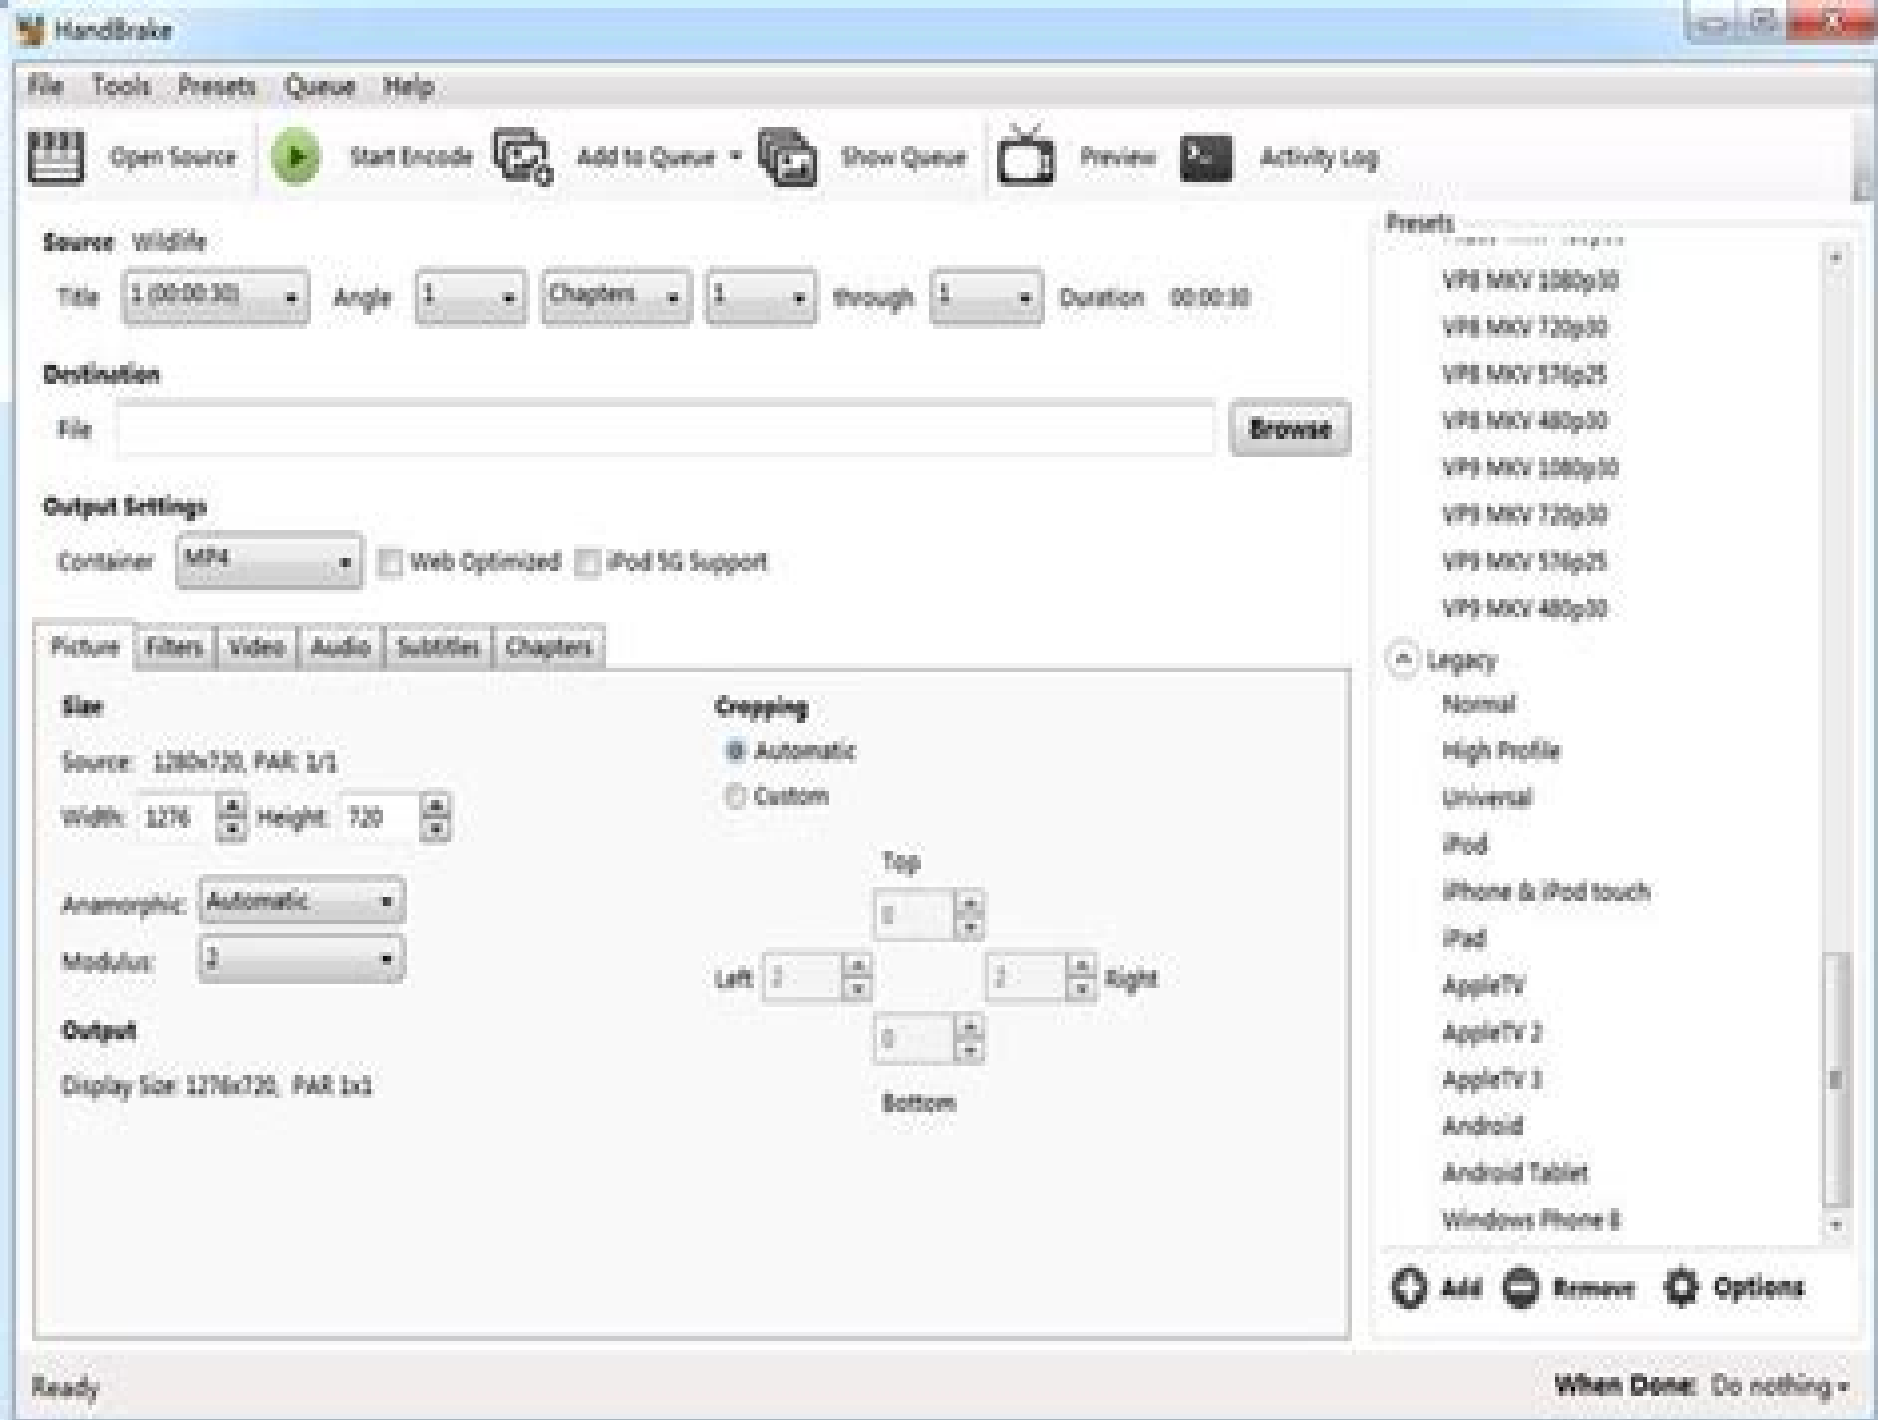 HandBrake
File Tools Presets Queue Help
Open Source Start Encode Add to Queue Show Queue Preview Activity Log
Source Wildlife
Title 1 (00:00:30) Angle 1 Chapters 1 through 1 Duration 00:00:30
Destination
File Browse
Output Settings
Container MP4 Web Optimized iPod 5G Support
Picture Filters Video Audio Subtitles Chapters
Size
Source: 1280x720, PAR: 1/1
Width: 1276 Height: 720
Anamorphic: Automatic
Modulus: 2
Output
Display Size: 1276x720, PAR 1x1
Cropping
Automatic
Custom
Top
0
Left 2 2 Right
0
Bottom
Presets
VP8 MKV 1080p30
VP8 MKV 720p30
VP8 MKV 576p25
VP8 MKV 480p30
VP9 MKV 1080p30
VP9 MKV 720p30
VP9 MKV 576p25
VP9 MKV 480p30
Legacy
Normal
High Profile
Universal
iPod
iPhone & iPod touch
iPad
AppleTV
AppleTV 2
AppleTV 3
Android
Android Tablet
Windows Phone 8
Add Remove Options
Ready
When Done: Do nothing